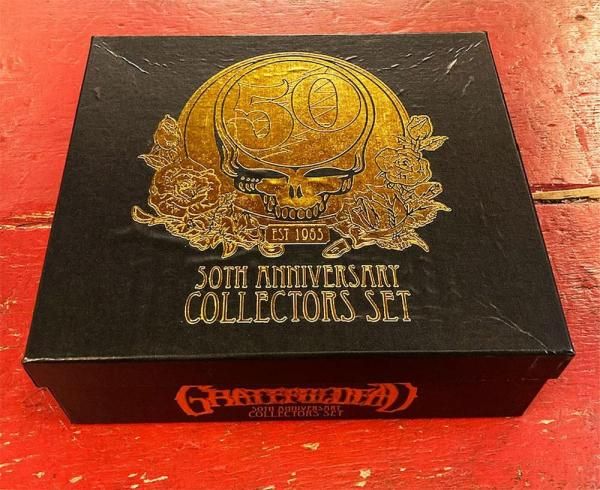 50
EST 1965
50TH ANNIVERSARY
COLLECTORS SET
GRATEFUL DEAD
50TH ANNIVERSARY
COLLECTORS SET